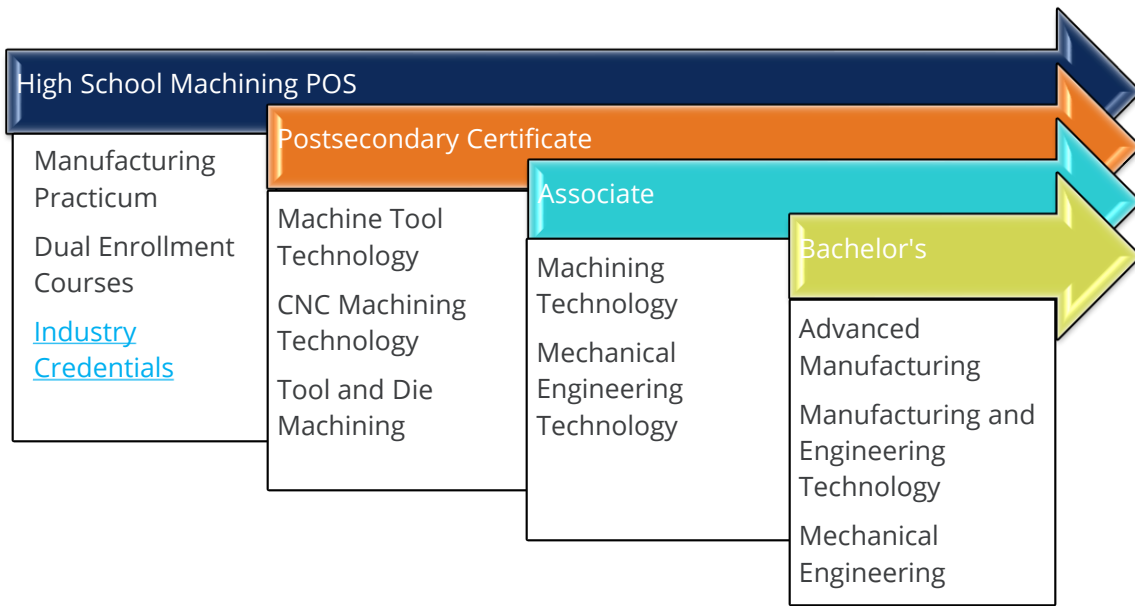 High School Machining POS
Manufacturing
Practicum
Dual Enrollment
Courses
Industry
Credentials
Postsecondary Certificate
Machine Tool
Technology
CNC Machining
Technology
Tool and Die
Machining
Associate
Machining
Technology
Mechanical
Engineering
Technology
Bachelor's
Advanced
Manufacturing
Manufacturing and
Engineering
Technology
Mechanical
Engineering